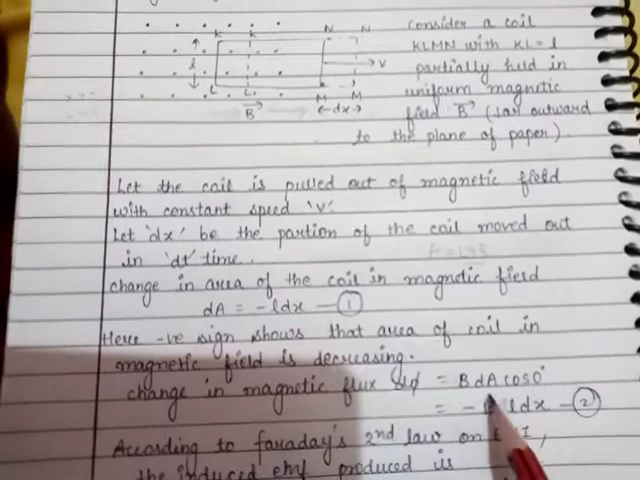 K K N N
l v
L L M M
B ←dx→
Consider a coil
KLMN with KL = l
partially held in
uniform magnetic
field B (1ar outward
to the plane of paper).
Let the coil is pulled out of magnetic field
with constant speed 'v'.
Let 'dx' be the portion of the coil moved out
in 'dt' time.
change in area of the coil in magnetic field
dA = -ldx — ①
Here -ve sign shows that area of coil in
magnetic field is decreasing.
change in magnetic flux dφ = BdA cos0°
= - ldx — ②
According to faraday's 2nd law on I,
the induced emf produced is